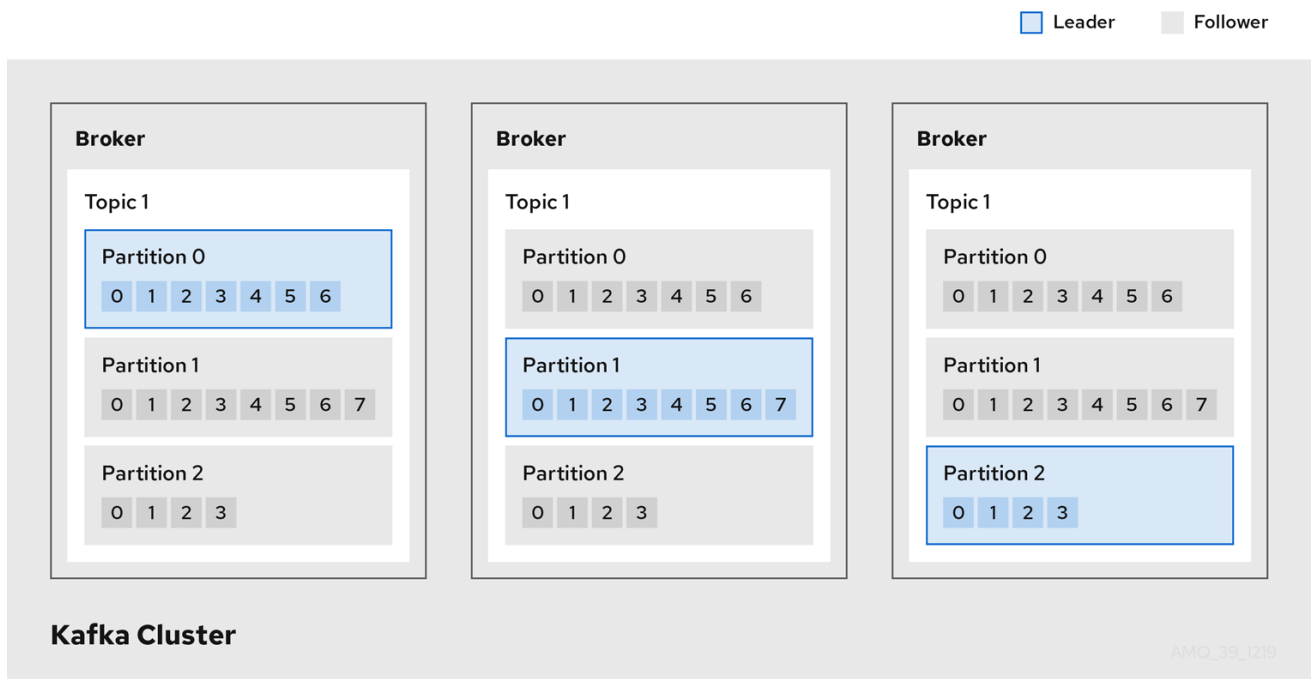 Leader
Follower
Broker
Topic 1
Partition 0
0 1 2 3 4 5 6
Partition 1
0 1 2 3 4 5 6 7
Partition 2
0 1 2 3
Broker
Topic 1
Partition 0
0 1 2 3 4 5 6
Partition 1
0 1 2 3 4 5 6 7
Partition 2
0 1 2 3
Broker
Topic 1
Partition 0
0 1 2 3 4 5 6
Partition 1
0 1 2 3 4 5 6 7
Partition 2
0 1 2 3
Kafka Cluster
AMQ_39_1219